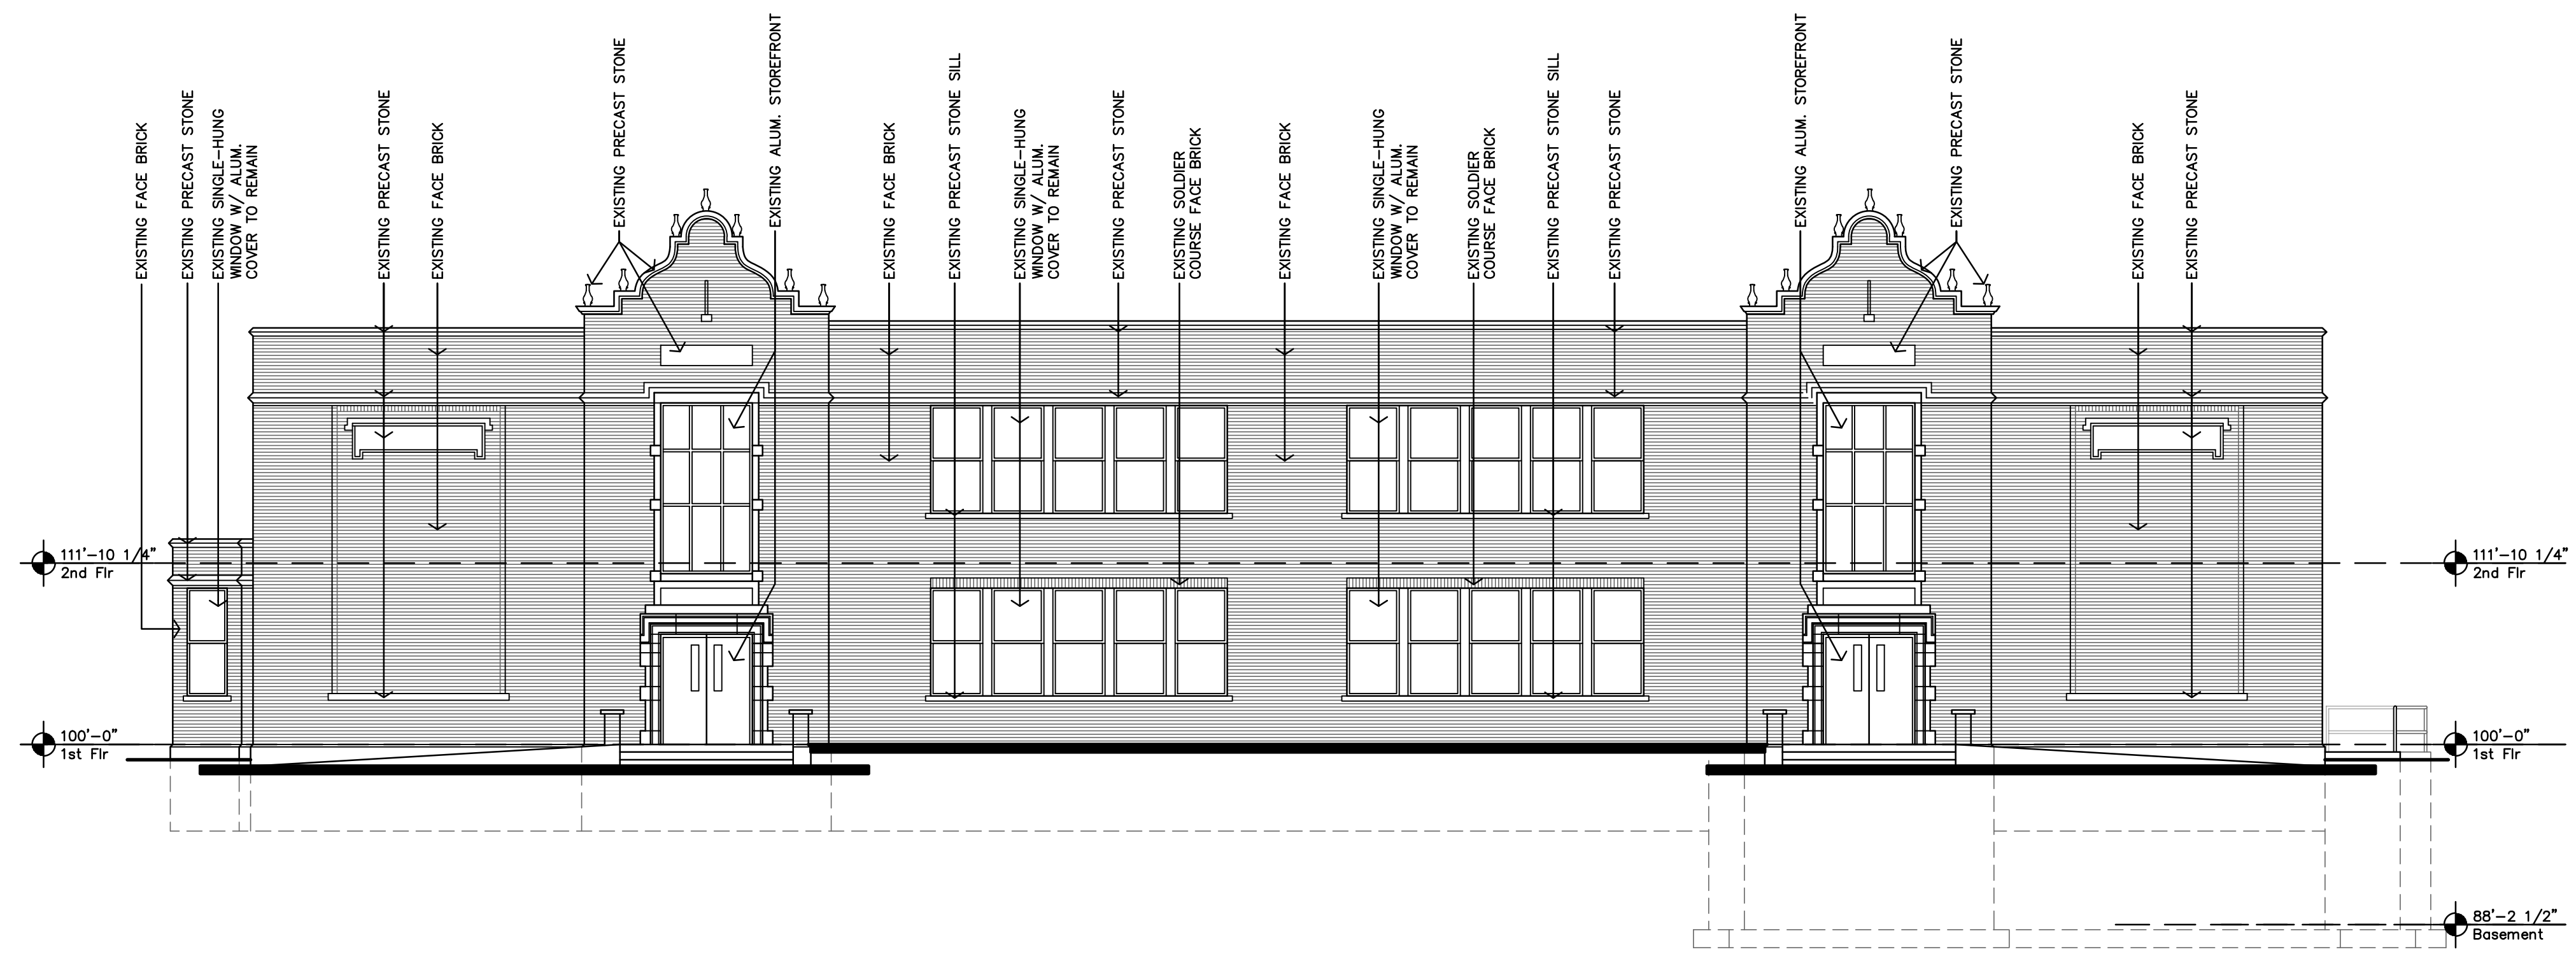 EXISTING FACE BRICK
EXISTING PRECAST STONE
EXISTING SINGLE-HUNG
WINDOW W/ ALUM.
COVER TO REMAIN
EXISTING PRECAST STONE
EXISTING FACE BRICK
EXISTING PRECAST STONE
EXISTING ALUM. STOREFRONT
EXISTING FACE BRICK
EXISTING PRECAST STONE SILL
EXISTING SINGLE-HUNG
WINDOW W/ ALUM.
COVER TO REMAIN
EXISTING PRECAST STONE
EXISTING SOLDIER
COURSE FACE BRICK
EXISTING FACE BRICK
EXISTING SINGLE-HUNG
WINDOW W/ ALUM.
COVER TO REMAIN
EXISTING SOLDIER
COURSE FACE BRICK
EXISTING PRECAST STONE SILL
EXISTING PRECAST STONE
EXISTING ALUM. STOREFRONT
EXISTING PRECAST STONE
EXISTING FACE BRICK
EXISTING PRECAST STONE
111'-10 1/4"
2nd Flr
111'-10 1/4"
2nd Flr
100'-0"
1st Flr
100'-0"
1st Flr
88'-2 1/2"
Basement